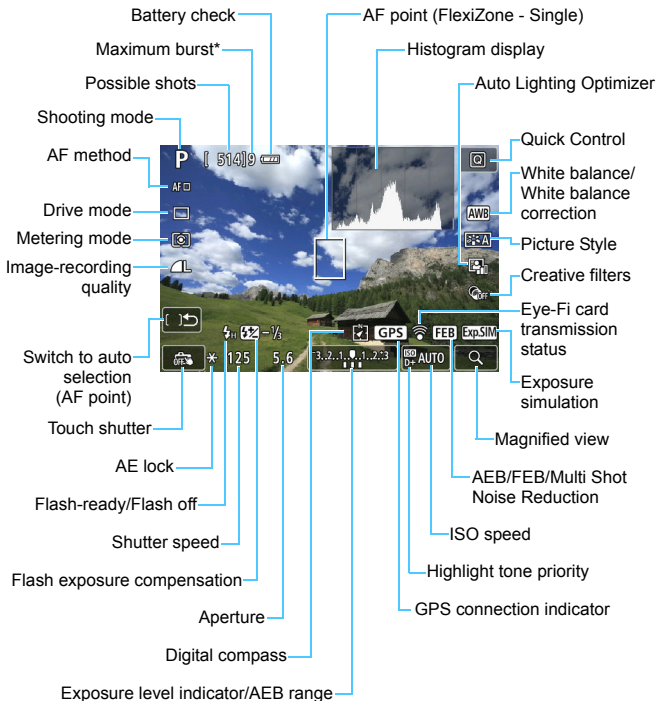 Battery check
AF point (FlexiZone - Single)
Maximum burst*
Histogram display
Possible shots
Auto Lighting Optimizer
Shooting mode
Quick Control
AF method
White balance/
White balance
correction
Drive mode
Metering mode
Picture Style
Image-recording
quality
Creative filters
Eye-Fi card
transmission
status
Switch to auto
selection
(AF point)
Exposure
simulation
Touch shutter
Magnified view
AE lock
AEB/FEB/Multi Shot
Noise Reduction
Flash-ready/Flash off
ISO speed
Shutter speed
Highlight tone priority
Flash exposure compensation
GPS connection indicator
Aperture
Digital compass
Exposure level indicator/AEB range
P [ 514]9
Q
AF
AWB
A
L
OFF
H -1/3
N GPS FEB Exp.SIM
OFF * 125 5.6 -3..2..1..0..1..2..:3 ISO D+ AUTO